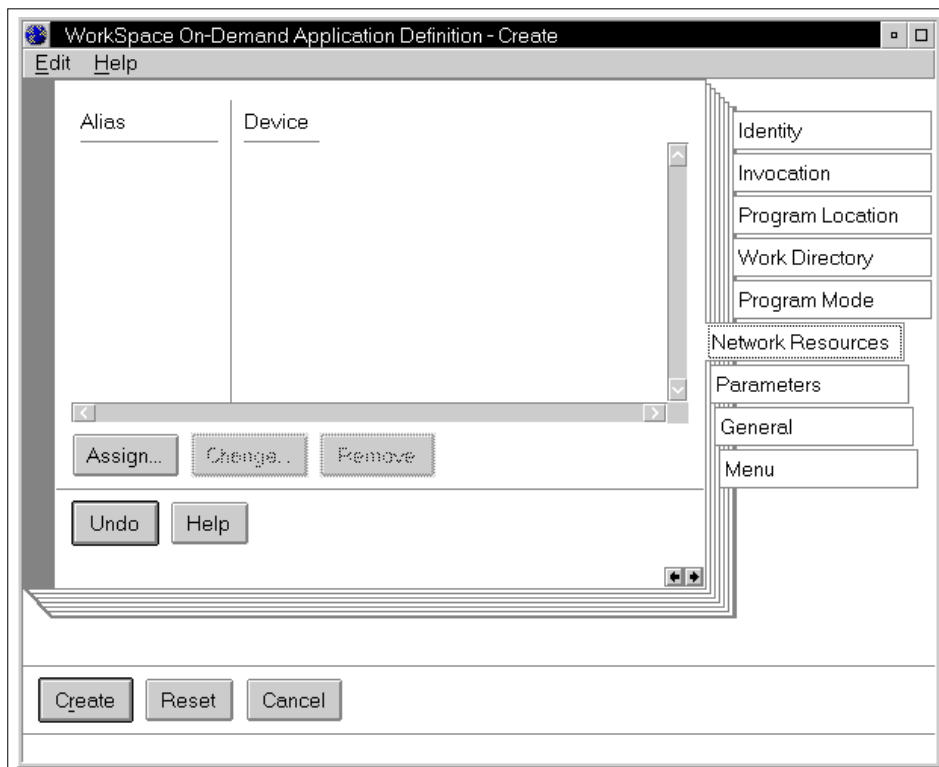 WorkSpace On-Demand Application Definition - Create
Edit Help
Alias Device
Identity
Invocation
Program Location
Work Directory
Program Mode
Network Resources
Parameters
General
Menu
Assign... Change... Remove
Undo Help
Create Reset Cancel